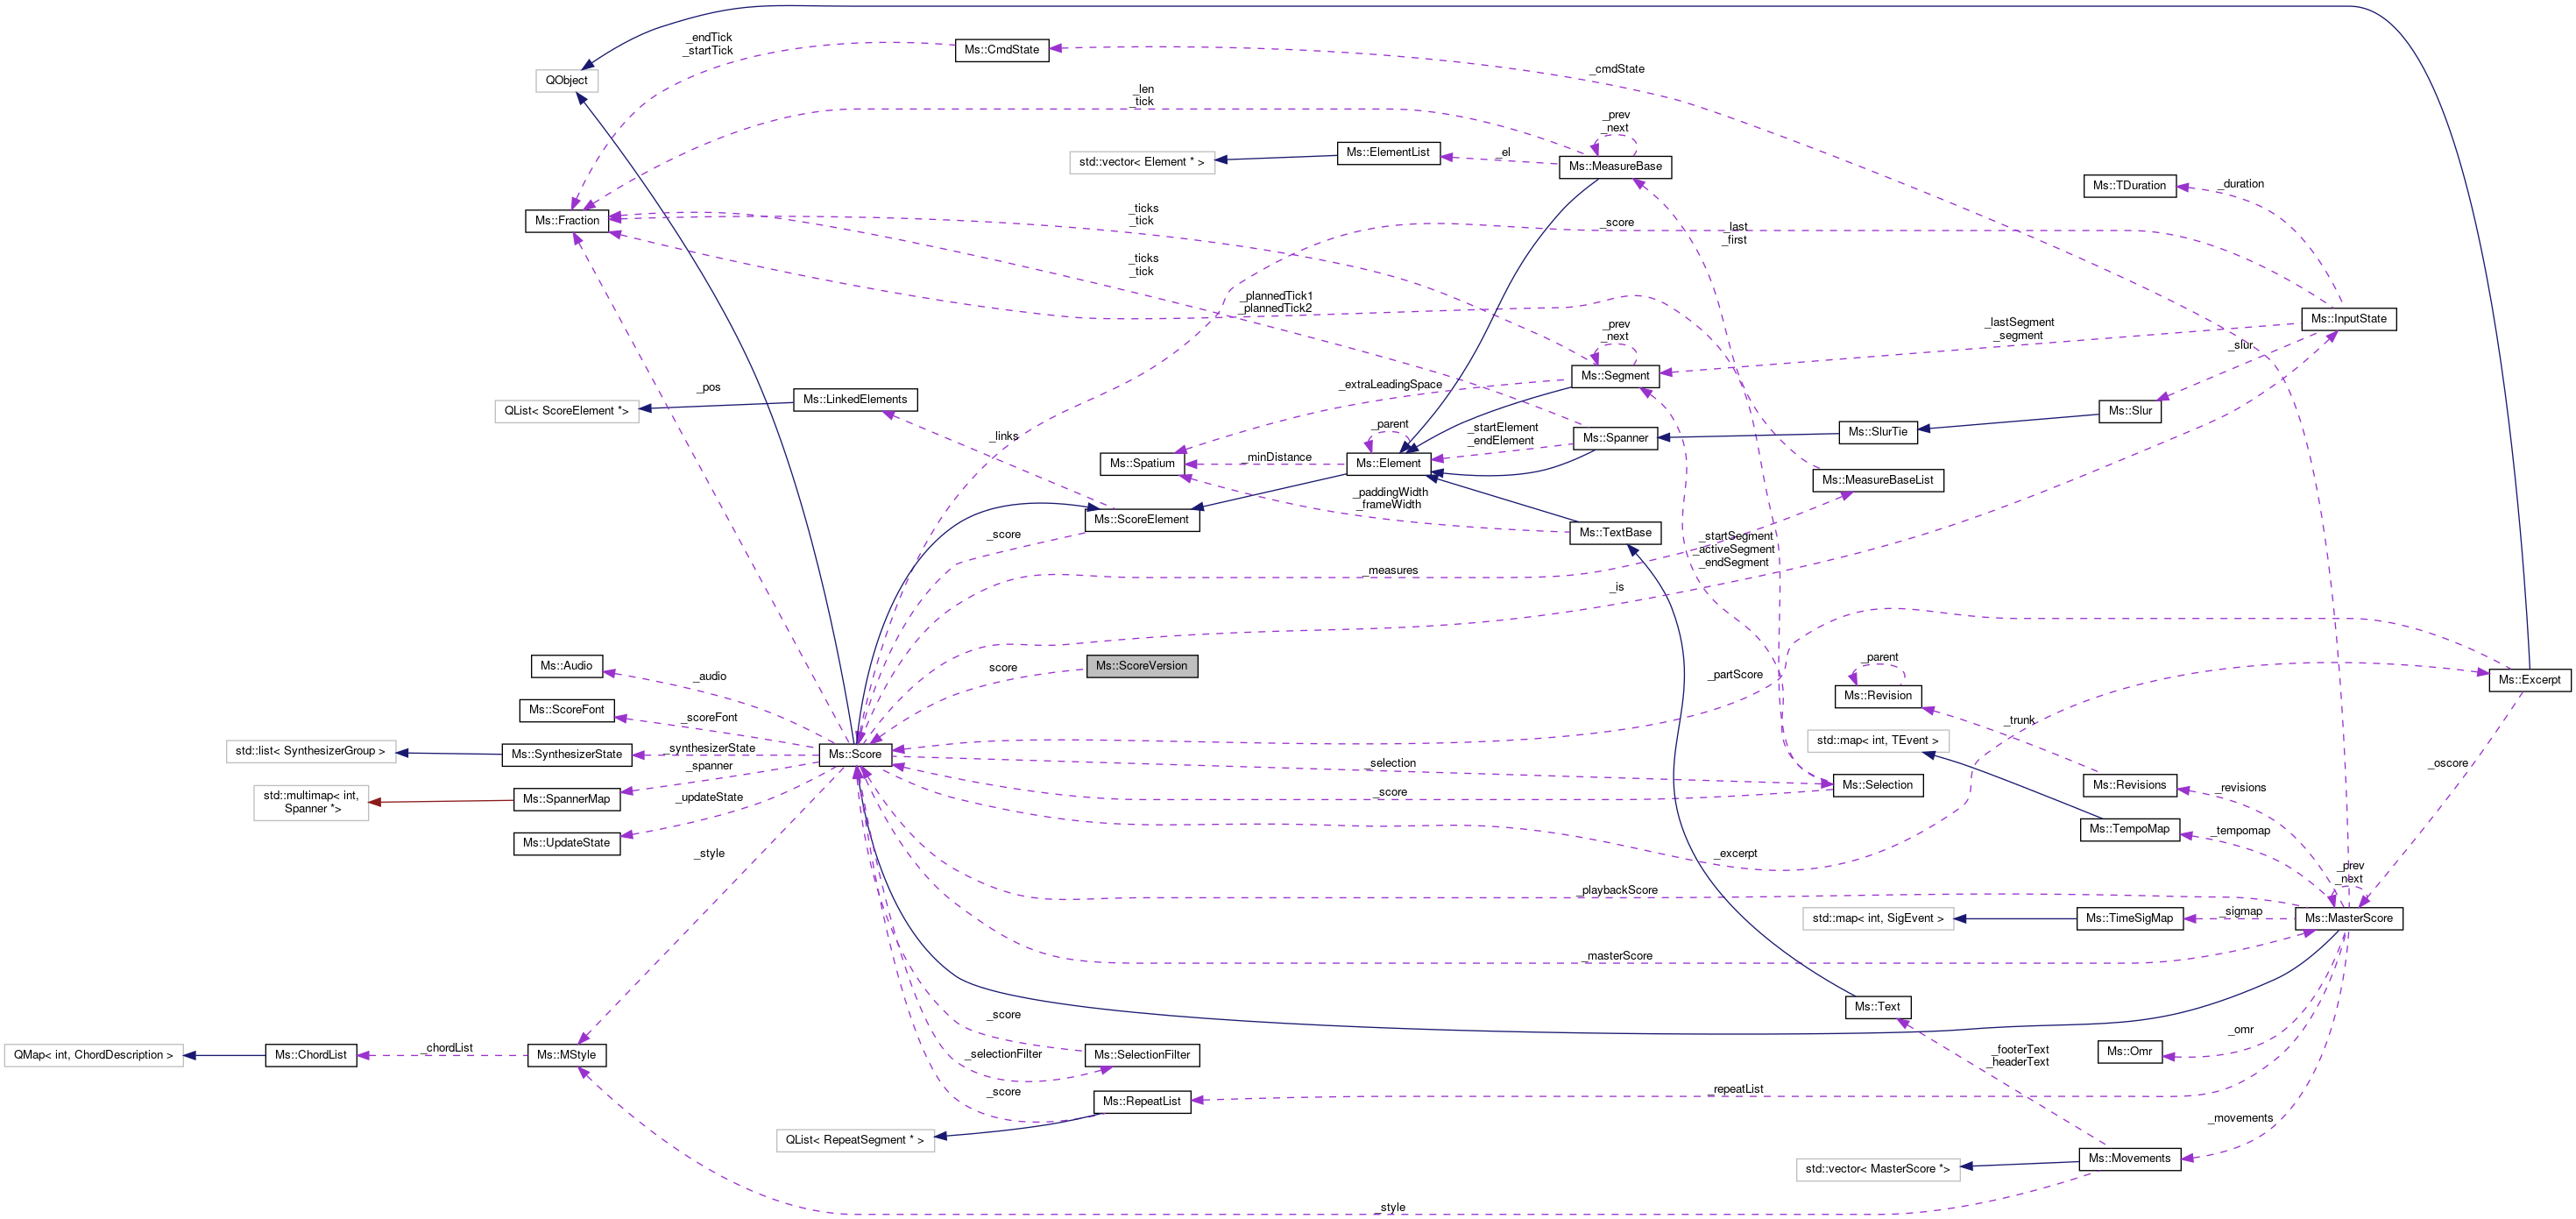 _endTick
_startTick
Ms::CmdState
_cmdState
QObject
_len
_tick
_prev
_next
std::vector< Element * >
Ms::ElementList
_el
Ms::MeasureBase
Ms::TDuration
_duration
Ms::Fraction
_ticks
_tick
_score
_last
_first
_ticks
_tick
_plannedTick1
_plannedTick2
_prev
_next
_lastSegment
_segment
Ms::InputState
_slur
_pos
Ms::LinkedElements
QList< ScoreElement *>
_extraLeadingSpace
Ms::Segment
Ms::Slur
_links
_parent
_startElement
_endElement
Ms::Spanner
Ms::SlurTie
Ms::Spatium
_minDistance
Ms::Element
Ms::MeasureBaseList
_paddingWidth
_frameWidth
Ms::ScoreElement
Ms::TextBase
_score
_startSegment
_activeSegment
_endSegment
_measures
_is
Ms::Audio
_audio
score
Ms::ScoreVersion
_partScore
_parent
Ms::Revision
Ms::Excerpt
Ms::ScoreFont
_scoreFont
_trunk
std::list< SynthesizerGroup >
Ms::SynthesizerState
_synthesizerState
Ms::Score
std::map< int, TEvent >
_spanner
_selection
_oscore
std::multimap< int,
Spanner *>
Ms::SpannerMap
_updateState
_score
Ms::Selection
Ms::Revisions
_revisions
Ms::UpdateState
Ms::TempoMap
_tempomap
_style
_excerpt
_prev
_next
_playbackScore
std::map< int, SigEvent >
Ms::TimeSigMap
_sigmap
Ms::MasterScore
_masterScore
Ms::Text
_score
_omr
QMap< int, ChordDescription >
Ms::ChordList
_chordList
Ms::MStyle
_selectionFilter
Ms::SelectionFilter
_footerText
_headerText
Ms::Omr
_score
Ms::RepeatList
_repeatList
_movements
QList< RepeatSegment * >
std::vector< MasterScore *>
Ms::Movements
_style